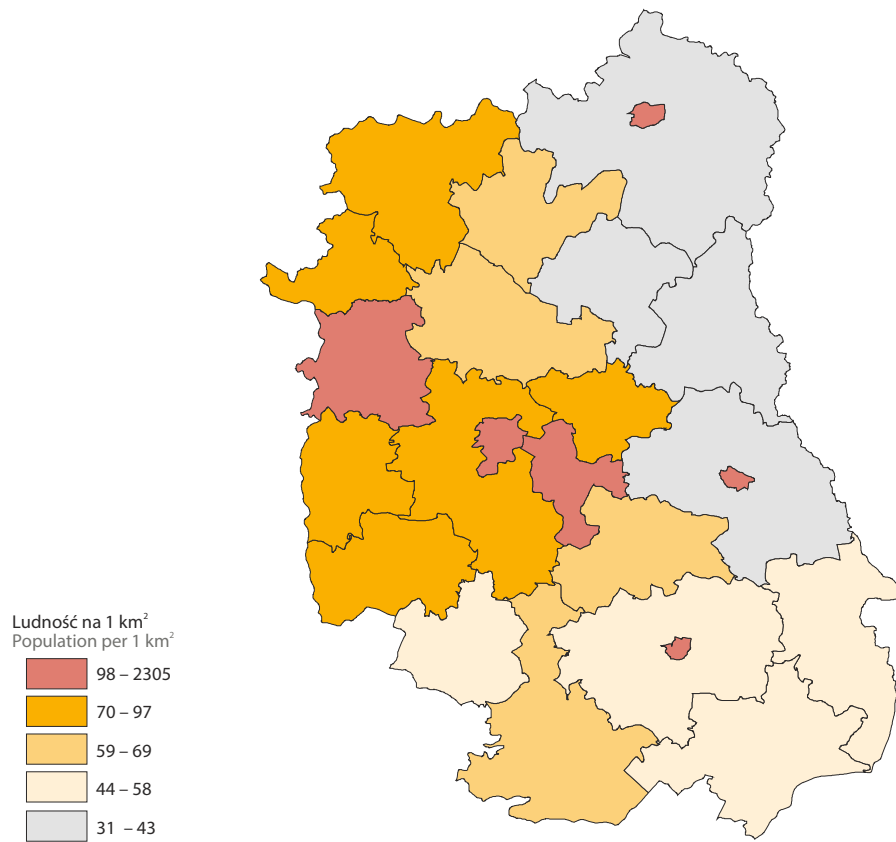 Ludność na 1 km²
Population per 1 km²
98 – 2305
70 – 97
59 – 69
44 – 58
31 – 43